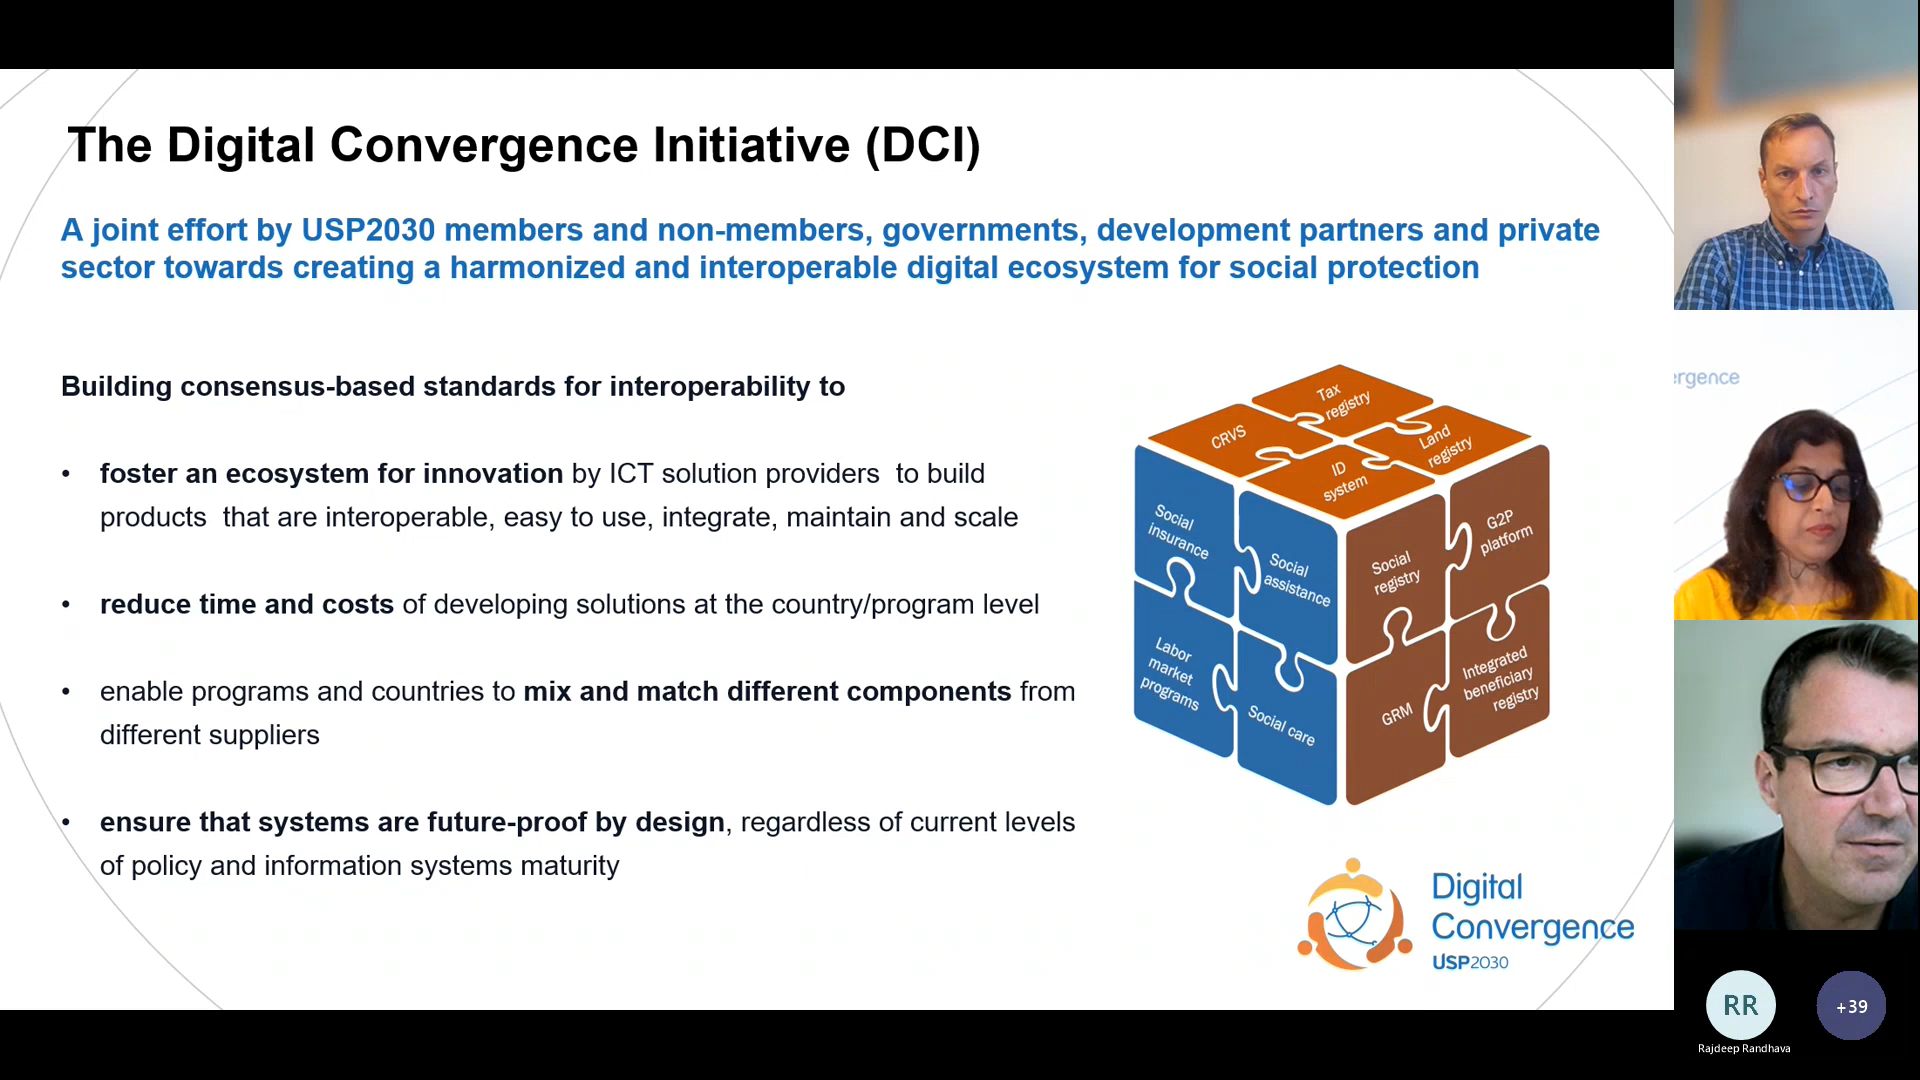 The Digital Convergence Initiative (DCI)
A joint effort by USP2030 members and non-members, governments, development partners and private
sector towards creating a harmonized and interoperable digital ecosystem for social protection
Building consensus-based standards for interoperability to
• foster an ecosystem for innovation by ICT solution providers  to build
products  that are interoperable, easy to use, integrate, maintain and scale
• reduce time and costs of developing solutions at the country/program level
• enable programs and countries to mix and match different components from
different suppliers
• ensure that systems are future-proof by design, regardless of current levels
of policy and information systems maturity
Tax
registry
CRVS
Land
registry
ID
system
Social
insurance
Social
assistance
Labor
market
programs
Social care
Social
registry
G2P
platform
GRM
Integrated
beneficiary
registry
Digital
Convergence
USP2030
ergence
RR
+39
Rajdeep Randhava